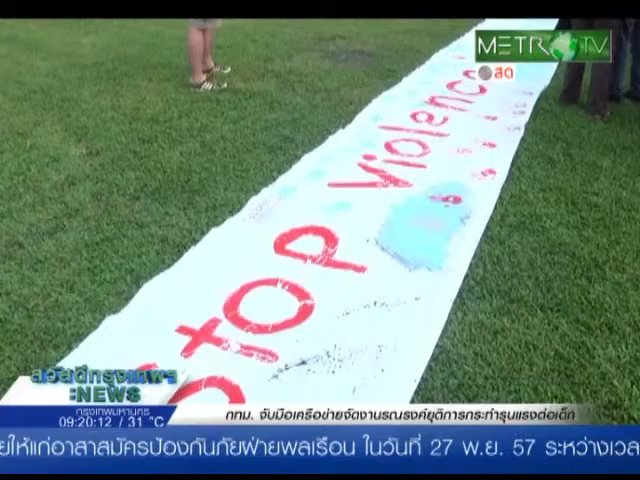 METR TV
สด
Stop Violence
สวัสดีกรุงเทพฯ
:NEWS
กรุงเทพมหานคร
09:20:12 / 31 °C
กทม. จับมือเครือข่ายจัดงานรณรงค์ยุติการกระทำรุนแรงต่อเด็ก
ยให้แก่อาสาสมัครป้องกันภัยฝ่ายพลเรือน ในวันที่ 27 พ.ย. 57 ระหว่างเวล